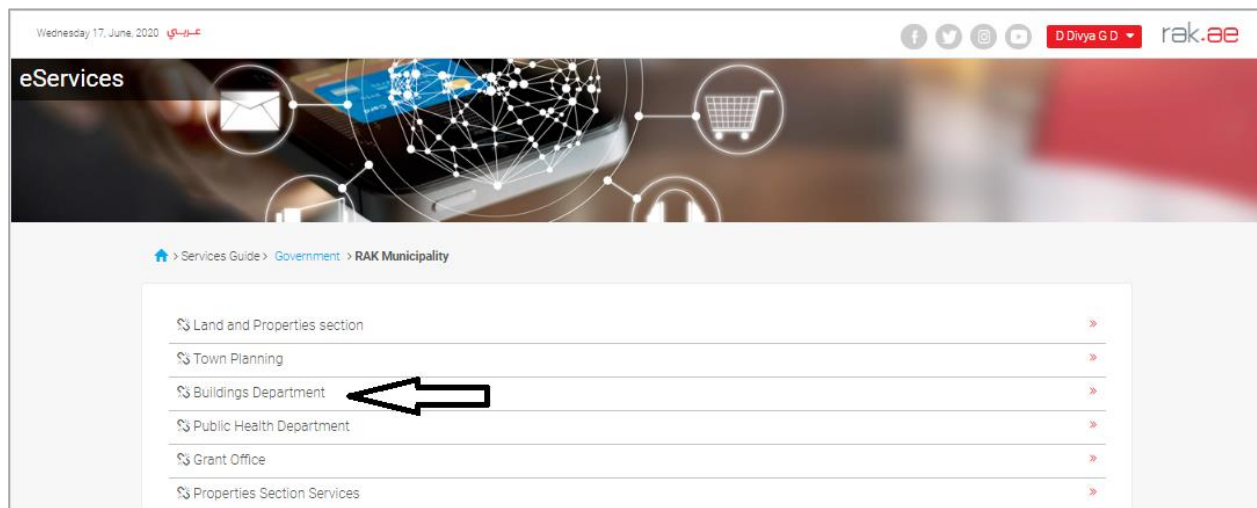 Wednesday 17, June, 2020 عـربـي
D Divya G D
rak.ae
eServices
> Services Guide > Government > RAK Municipality
Land and Properties section
Town Planning
Buildings Department
Public Health Department
Grant Office
Properties Section Services